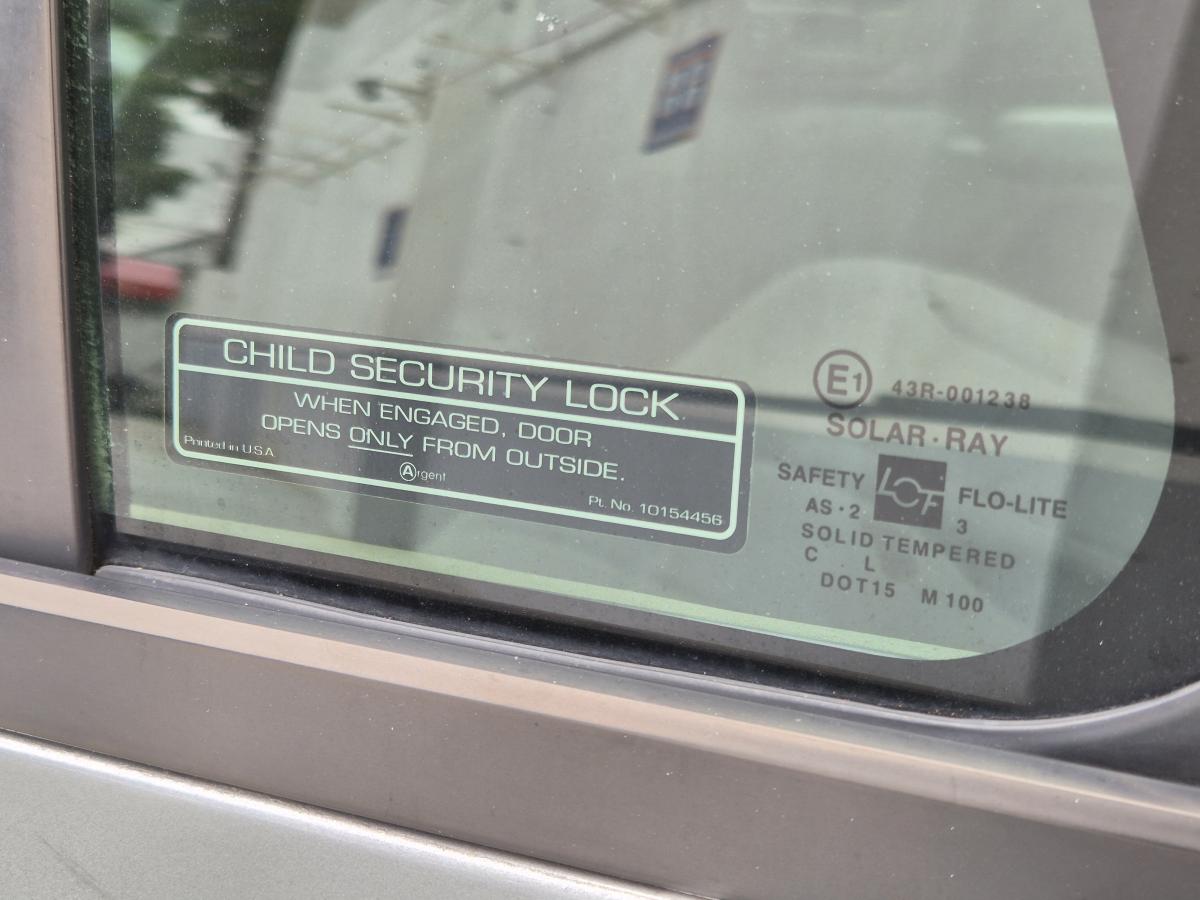 CHILD SECURITY LOCK
WHEN ENGAGED, DOOR
OPENS ONLY FROM OUTSIDE.
Printed in U.S.A
Argent
Pt. No. 10154456
E1 43R-001238
SOLAR·RAY
SAFETY LOF FLO-LITE
AS·2 3
SOLID TEMPERED
C L
DOT15 M100